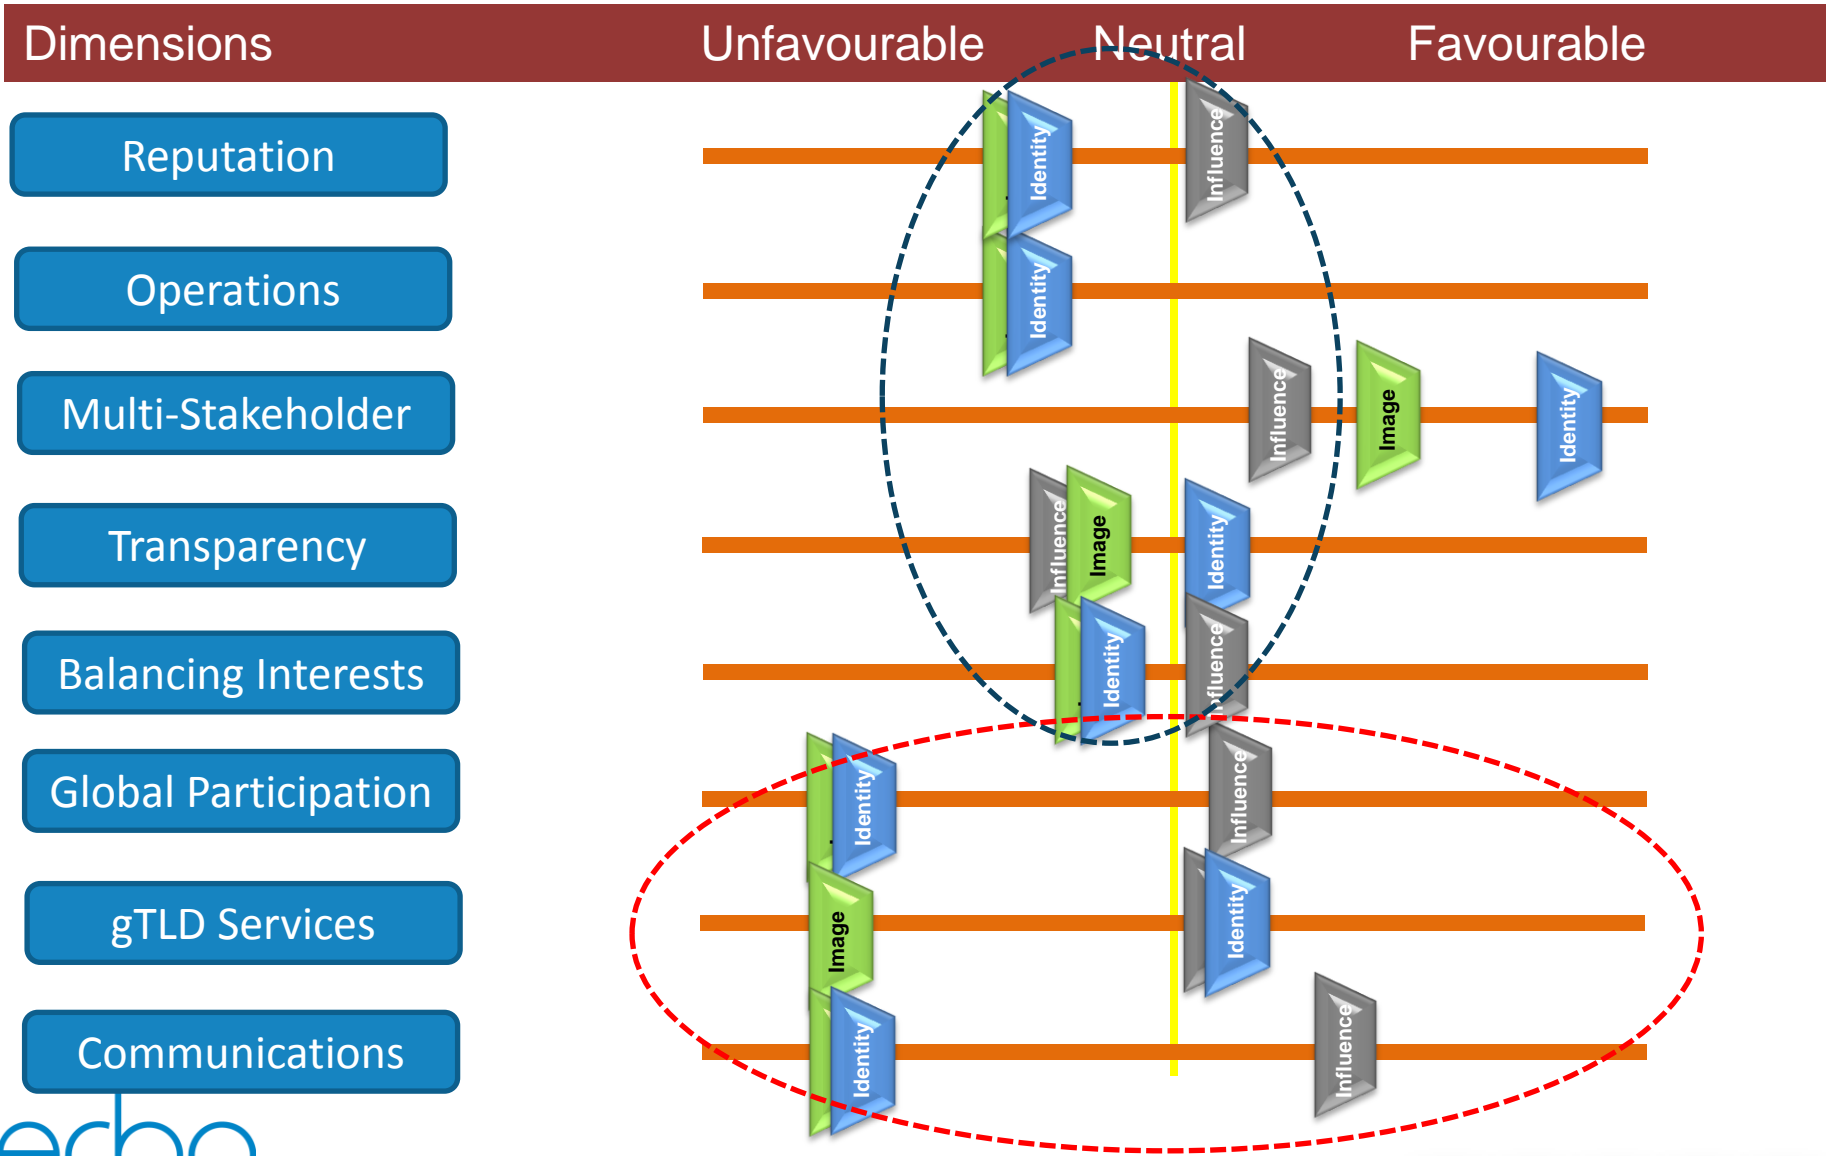 Dimensions Unfavourable Neutral Favourable
Reputation
Identity
Influence
Operations
Identity
Multi-Stakeholder
Influence
Image
Identity
Transparency
Influence
Image
Identity
Balancing Interests
Identity
Influence
Global Participation
Identity
Influence
gTLD Services
Image
Identity
Communications
Identity
Influence